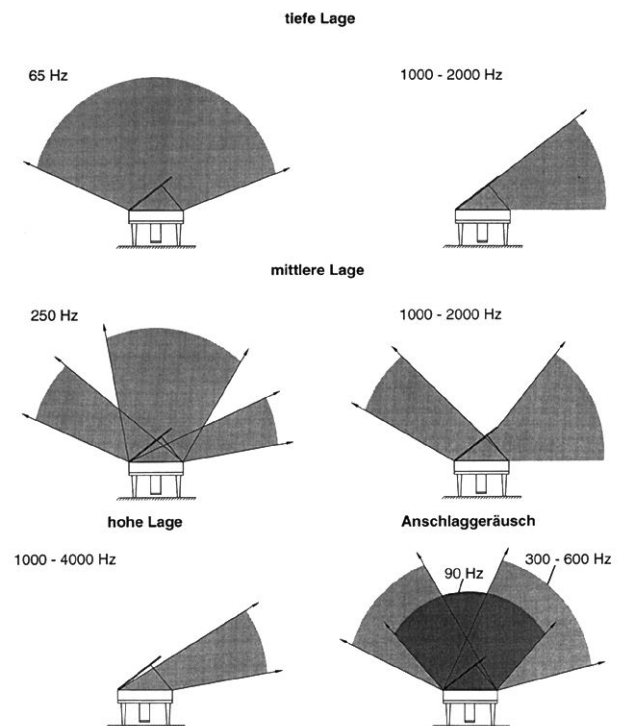 tiefe Lage
65 Hz
1000 - 2000 Hz
mittlere Lage
250 Hz
1000 - 2000 Hz
hohe Lage
Anschlaggeräusch
1000 - 4000 Hz
90 Hz
300 - 600 Hz